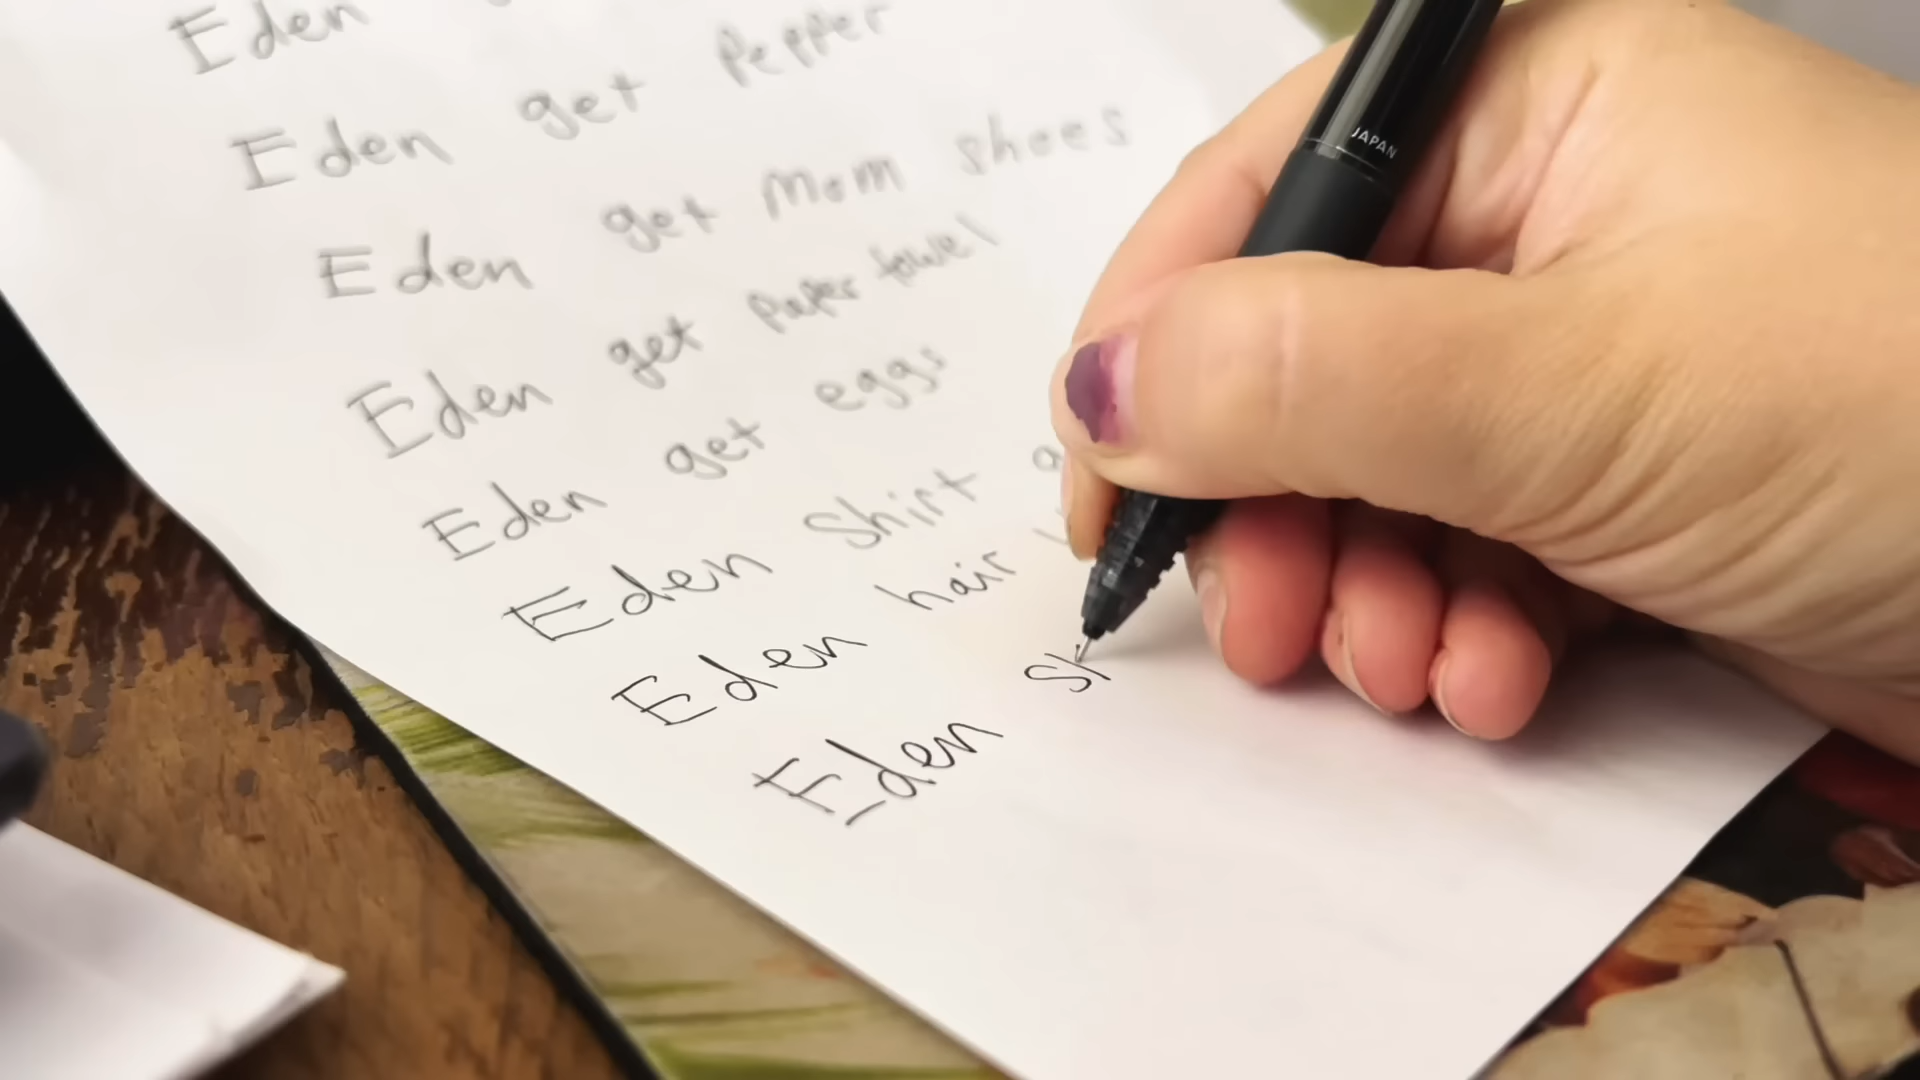 Eden
Eden get pepper
Eden get Mom shoes
Eden get paper towel
Eden get eggs
Eden Shirt
Eden hair
Eden Sh
JAPAN